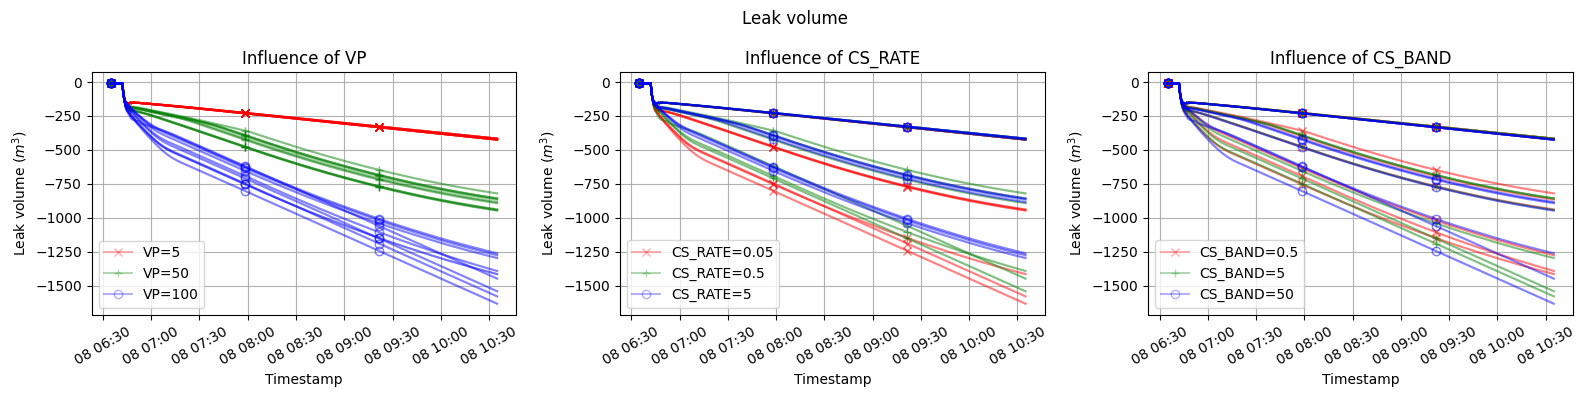 Leak volume
Influence of VP
Leak volume (m³)
0
−250
−500
−750
−1000
−1250
−1500
VP=5
VP=50
VP=100
08 06:30
08 07:00
08 07:30
08 08:00
08 08:30
08 09:00
08 09:30
08 10:00
08 10:30
Timestamp
Influence of CS_RATE
Leak volume (m³)
0
−250
−500
−750
−1000
−1250
−1500
CS_RATE=0.05
CS_RATE=0.5
CS_RATE=5
08 06:30
08 07:00
08 07:30
08 08:00
08 08:30
08 09:00
08 09:30
08 10:00
08 10:30
Timestamp
Influence of CS_BAND
Leak volume (m³)
0
−250
−500
−750
−1000
−1250
−1500
CS_BAND=0.5
CS_BAND=5
CS_BAND=50
08 06:30
08 07:00
08 07:30
08 08:00
08 08:30
08 09:00
08 09:30
08 10:00
08 10:30
Timestamp